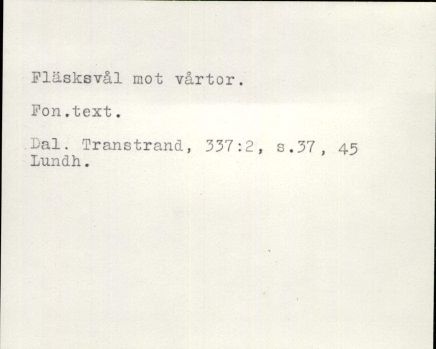 Fläsksvål mot vårtor.
Fon.text.
Dal. Transtrand, 337:2, s.37, 45
Lundh.